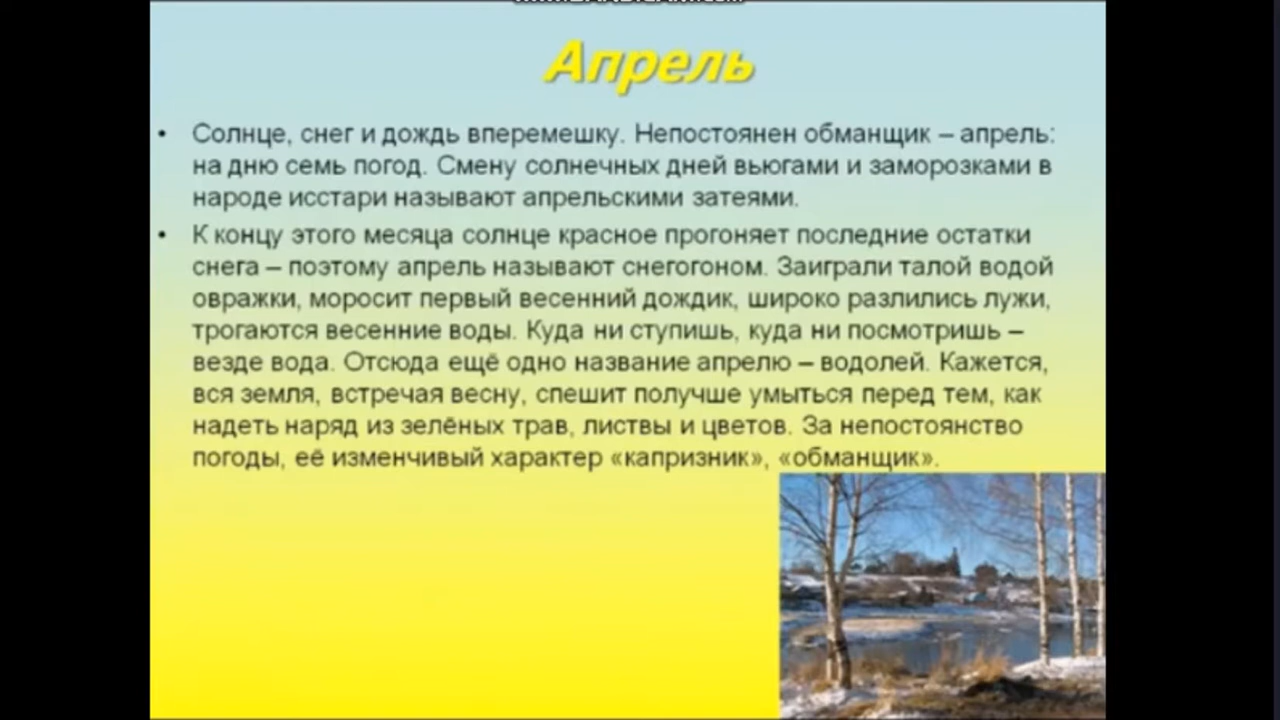 Апрель
• Солнце, снег и дождь вперемешку. Непостоянен обманщик – апрель:
на дню семь погод. Смену солнечных дней вьюгами и заморозками в
народе исстари называют апрельскими затеями.
• К концу этого месяца солнце красное прогоняет последние остатки
снега – поэтому апрель называют снегогоном. Заиграли талой водой
овражки, моросит первый весенний дождик, широко разлились лужи,
трогаются весенние воды. Куда ни ступишь, куда ни посмотришь –
везде вода. Отсюда ещё одно название апрелю – водолей. Кажется,
вся земля, встречая весну, спешит получше умыться перед тем, как
надеть наряд из зелёных трав, листвы и цветов. За непостоянство
погоды, её изменчивый характер «капризник», «обманщик».